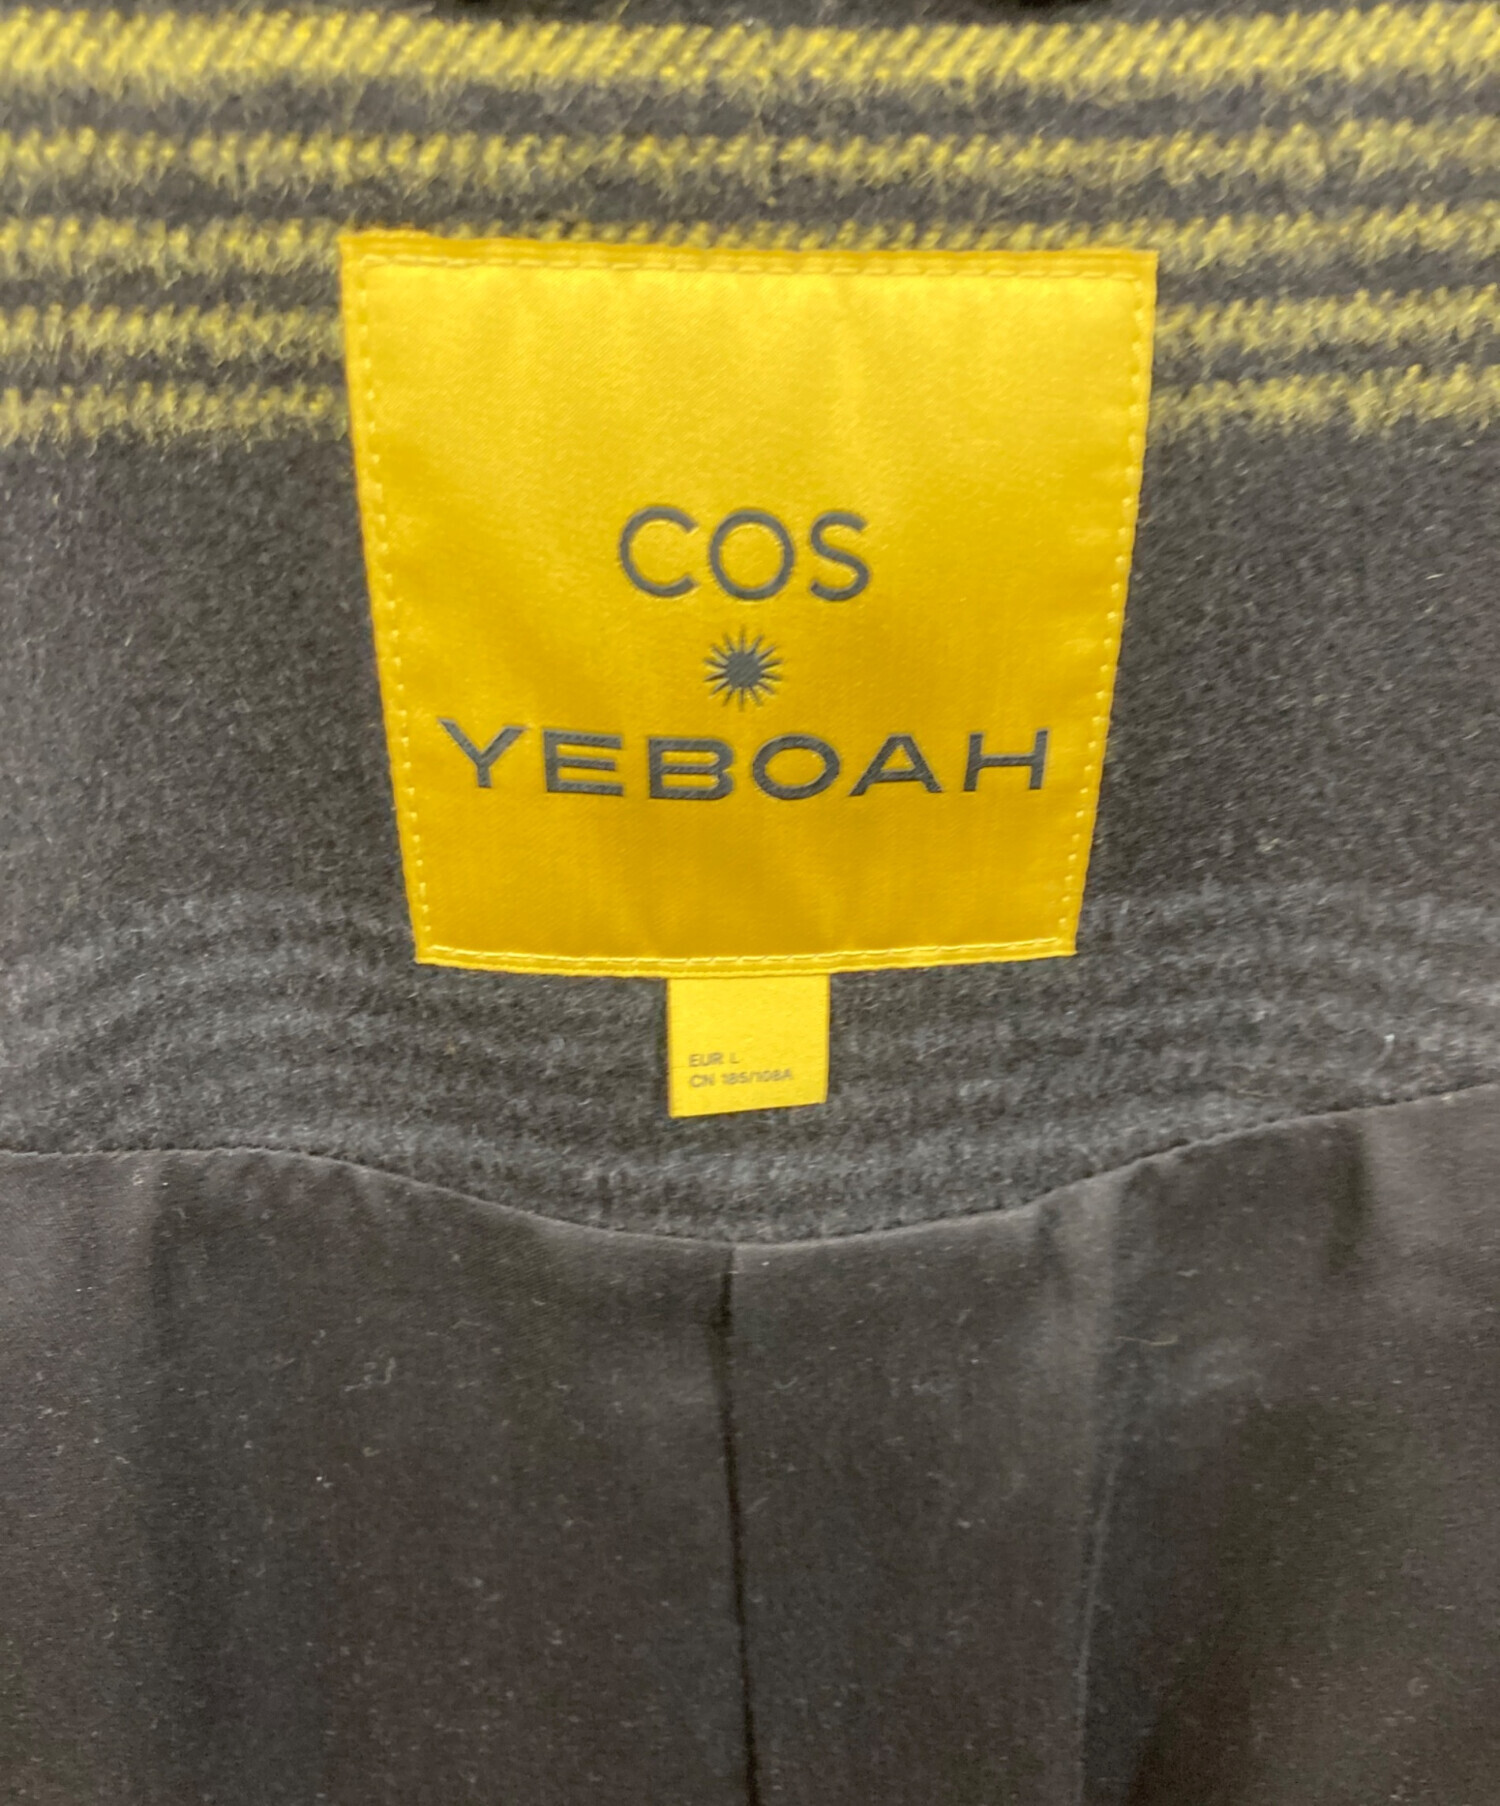 COS
YEBOAH
EUR L
CN 185/108A